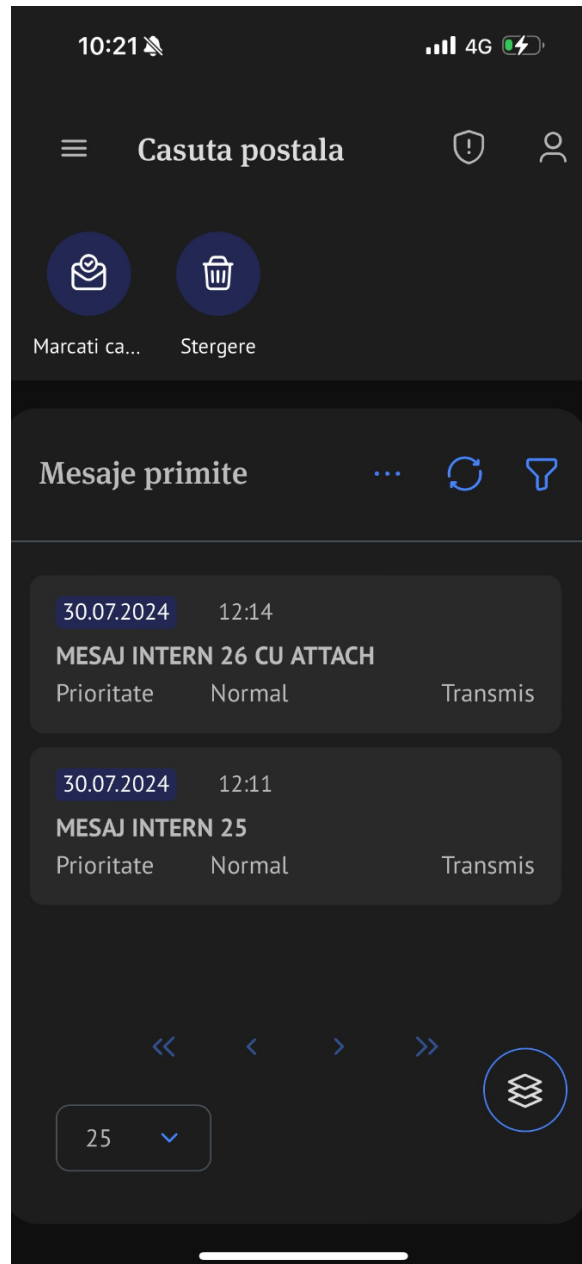 10:21 4G
Casuta postala
Marcati ca... Stergere
Mesaje primite
30.07.2024 12:14
MESAJ INTERN 26 CU ATTACH
Prioritate Normal Transmis
30.07.2024 12:11
MESAJ INTERN 25
Prioritate Normal Transmis
25